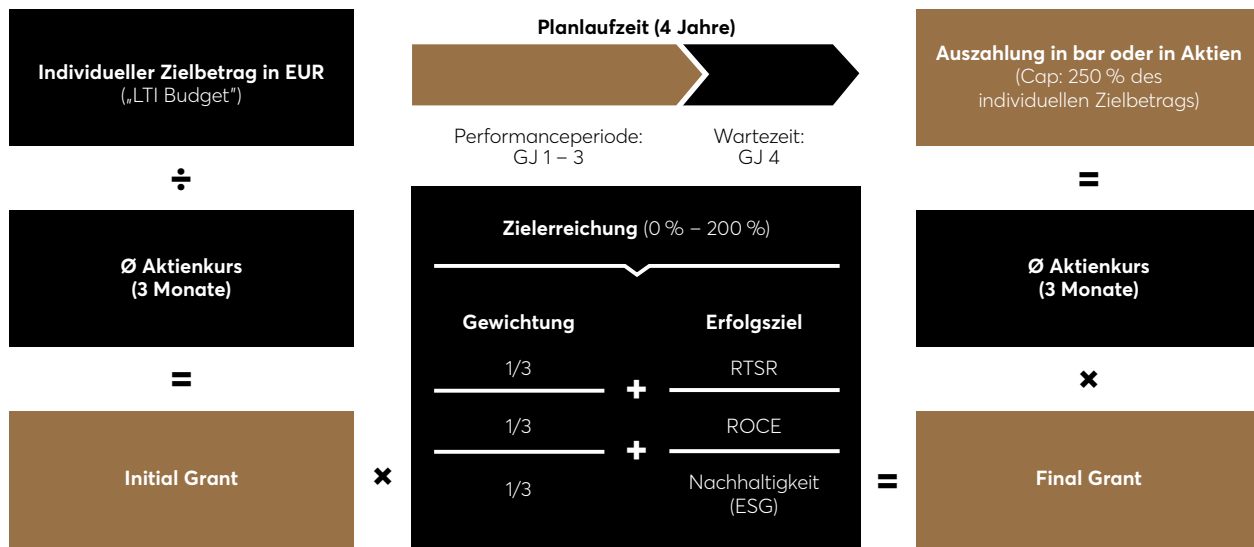 Individueller Zielbetrag in EUR
(„LTI Budget")
÷
Ø Aktienkurs
(3 Monate)
=
Initial Grant
×
Planlaufzeit (4 Jahre)
Performanceperiode:
GJ 1 – 3
Wartezeit:
GJ 4
Zielerreichung (0 % – 200 %)
Gewichtung Erfolgsziel
1/3 RTSR
+
1/3 ROCE
+
1/3 Nachhaltigkeit
(ESG)
=
Auszahlung in bar oder in Aktien
(Cap: 250 % des
individuellen Zielbetrags)
=
Ø Aktienkurs
(3 Monate)
×
Final Grant